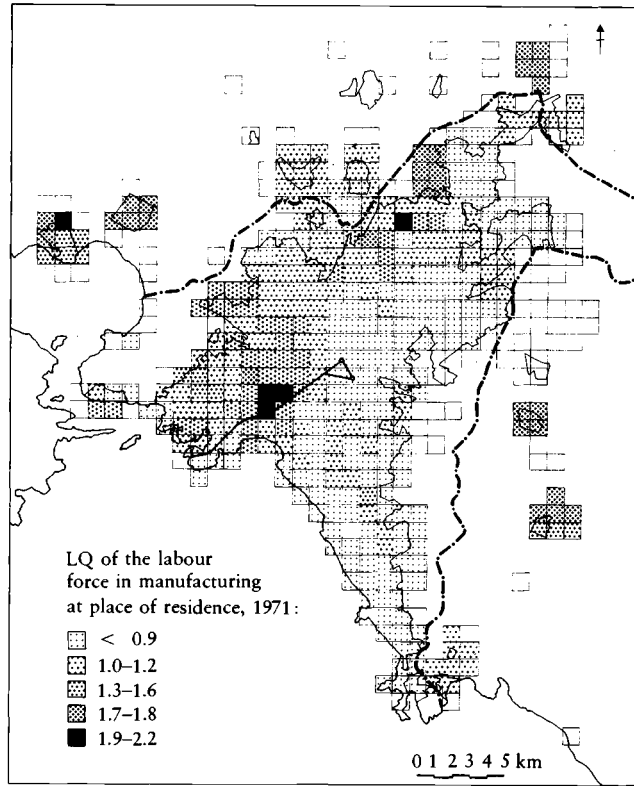 LQ of the labour
force in manufacturing
at place of residence, 1971:
< 0.9
1.0–1.2
1.3–1.6
1.7–1.8
1.9–2.2
0 1 2 3 4 5 km